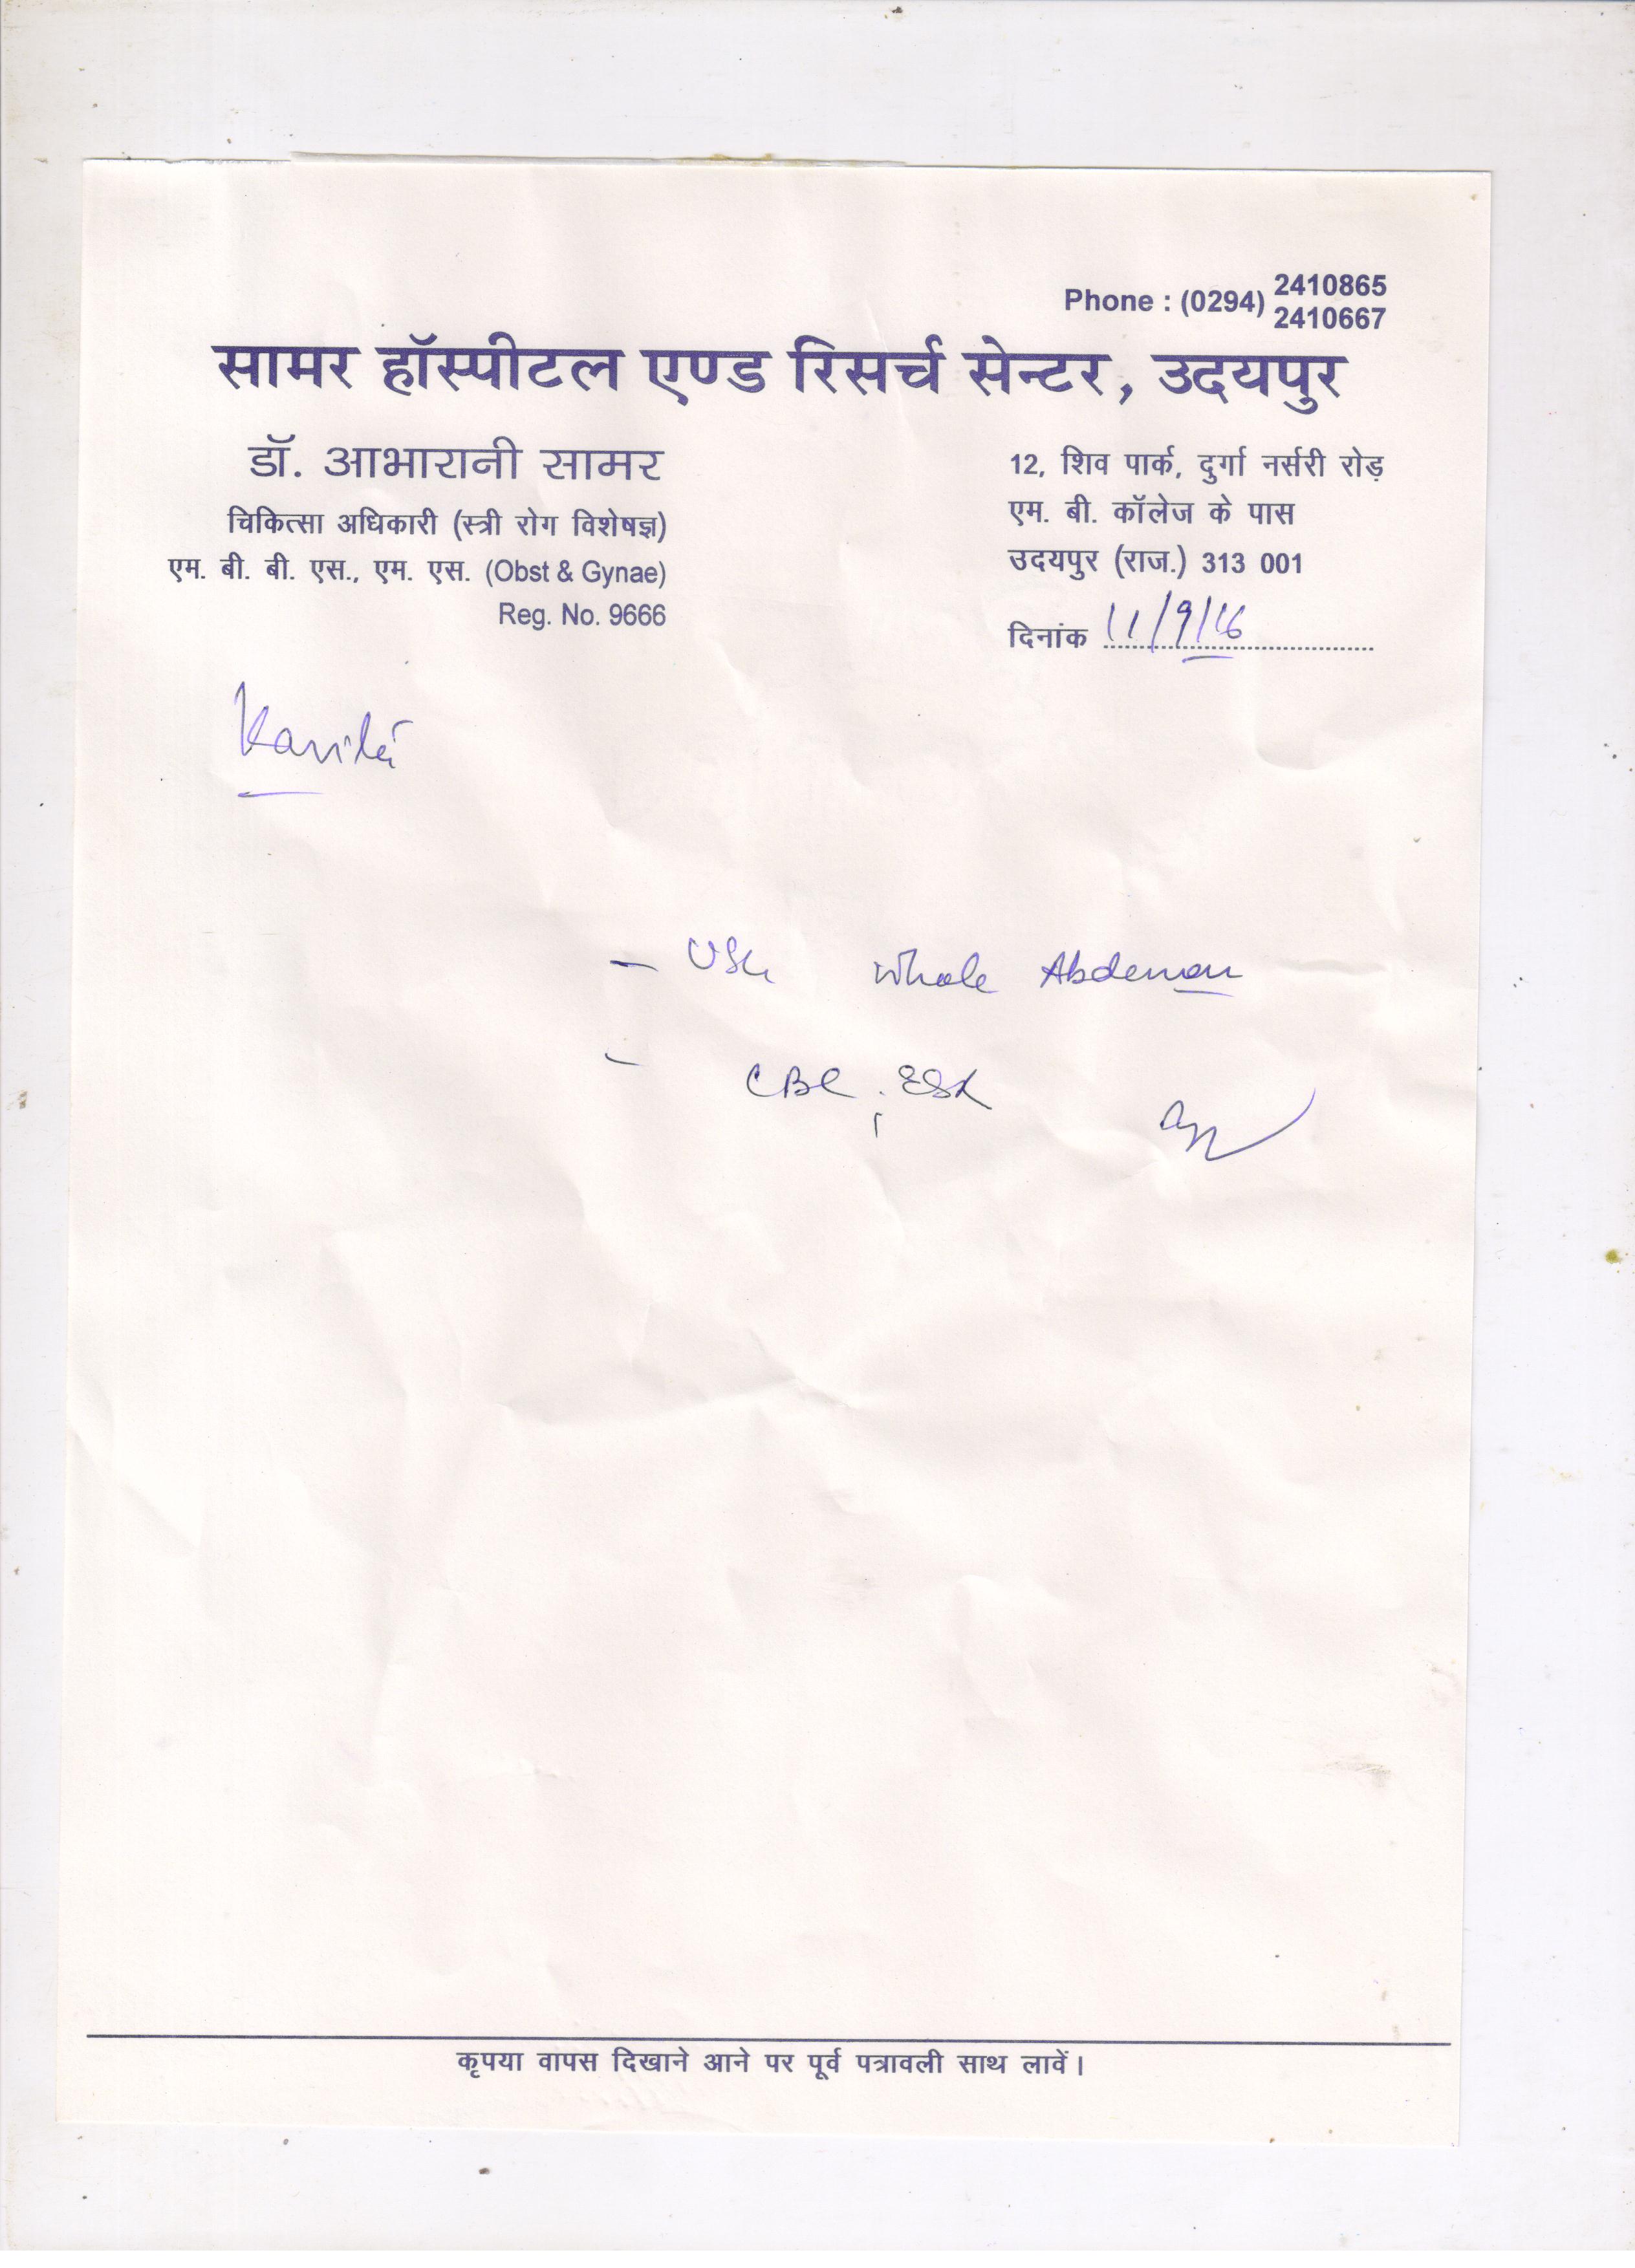 Phone : (0294) 2410865
2410667
सामर हॉस्पीटल एण्ड रिसर्च सेन्टर, उदयपुर
डॉ. आभारानी सामर
चिकित्सा अधिकारी (स्त्री रोग विशेषज्ञ)
एम. बी. बी. एस., एम. एस. (Obst & Gynae)
Reg. No. 9666
12, शिव पार्क, दुर्गा नर्सरी रोड़
एम. बी. कॉलेज के पास
उदयपुर (राज.) 313 001
दिनांक 11/9/16
Kavita
- USG Whole Abdomen
- CBC, ESR
कृपया वापस दिखाने आने पर पूर्व पत्रावली साथ लावें।